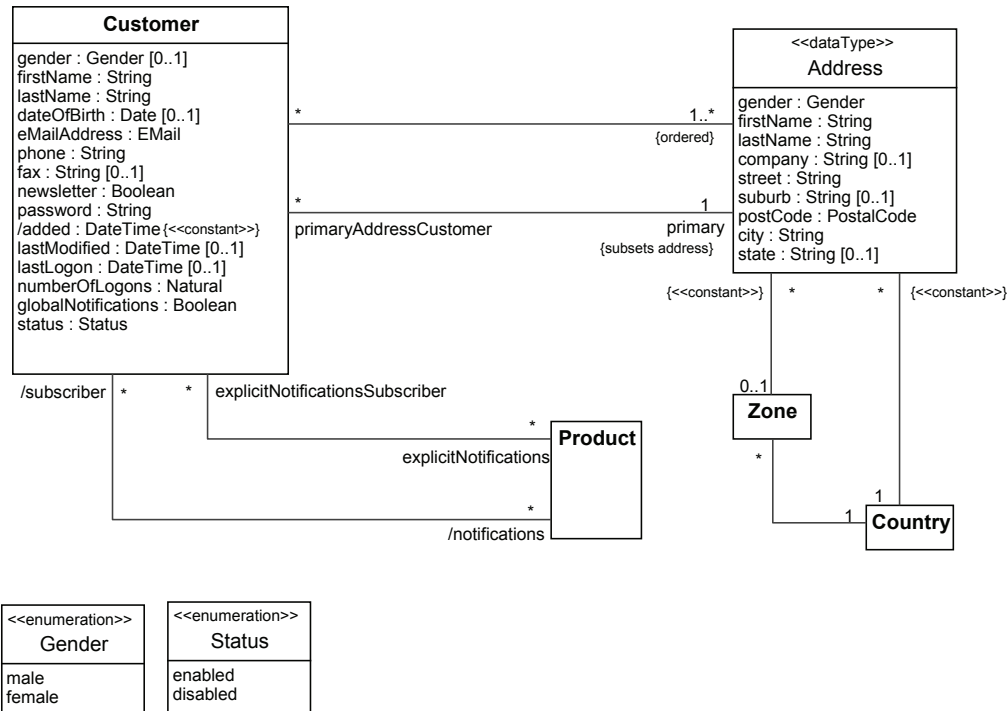 Customer
gender : Gender [0..1]
firstName : String
lastName : String
dateOfBirth : Date [0..1]
eMailAddress : EMail
phone : String
fax : String [0..1]
newsletter : Boolean
password : String
/added : DateTime {<<constant>>}
lastModified : DateTime [0..1]
lastLogon : DateTime [0..1]
numberOfLogons : Natural
globalNotifications : Boolean
status : Status
<<dataType>>
Address
gender : Gender
firstName : String
lastName : String
company : String [0..1]
street : String
suburb : String [0..1]
postCode : PostalCode
city : String
state : String [0..1]
* 1..*
{ordered}
* 1
primaryAddressCustomer primary
{subsets address}
{<<constant>>} * * {<<constant>>}
/subscriber * * explicitNotificationsSubscriber
0..1
Zone
*
Product
*
explicitNotifications
*
/notifications
1
1
Country
<<enumeration>>
Gender
male
female
<<enumeration>>
Status
enabled
disabled